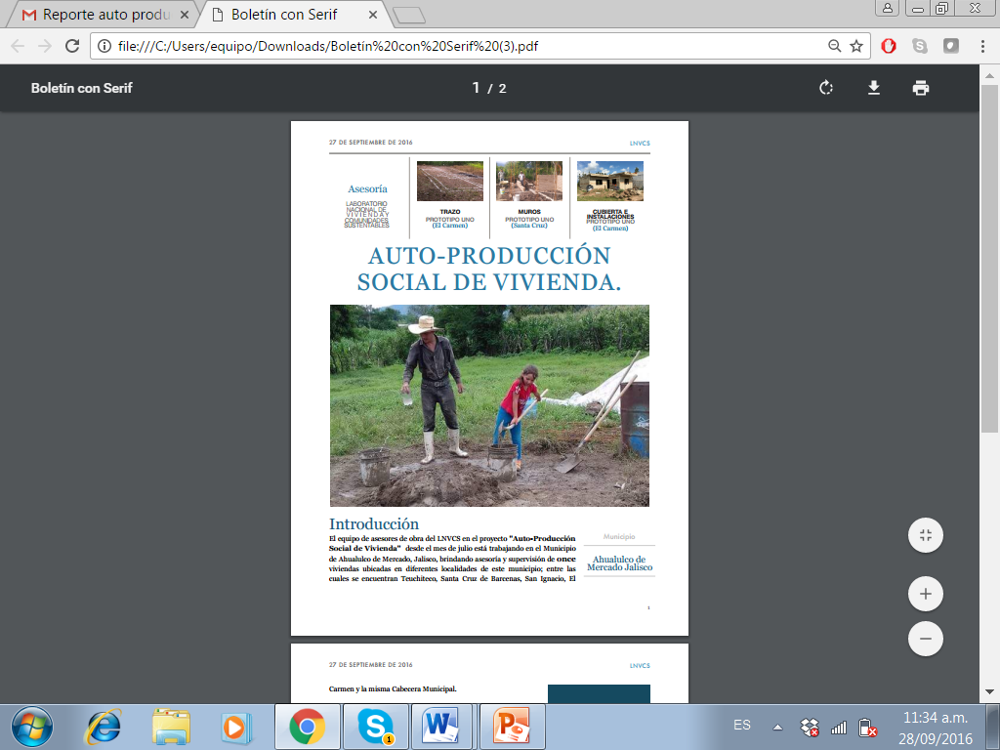 Reporte auto produ
Boletín con Serif
file:///C:/Users/equipo/Downloads/Boletín%20con%20Serif%20(3).pdf
Boletín con Serif
1 / 2
27 DE SEPTIEMBRE DE 2016
LNVCS
Asesoría
LABORATORIO
NACIONAL DE
VIVIENDA Y
COMUNIDADES
SUSTENTABLES
TRAZO
PROTOTIPO UNO
(El Carmen)
MUROS
PROTOTIPO UNO
(Santa Cruz)
CUBIERTA E
INSTALACIONES
PROTOTIPO UNO
(El Carmen)
AUTO-PRODUCCIÓN
SOCIAL DE VIVIENDA.
Introducción
El equipo de asesores de obra del LNVCS en el proyecto "Auto-Producción
Social de Vivienda" desde el mes de julio está trabajando en el Municipio
de Ahualulco de Mercado, Jalisco, brindando asesoría y supervisión de once
viviendas ubicadas en diferentes localidades de este municipio; entre las
cuales se encuentran Teuchiteco, Santa Cruz de Barcenas, San Ignacio, El
Municipio
Ahualulco de
Mercado Jalisco
1
27 DE SEPTIEMBRE DE 2016
LNVCS
Carmen y la misma Cabecera Municipal.
1
ES
11:34 a.m.
28/09/2016